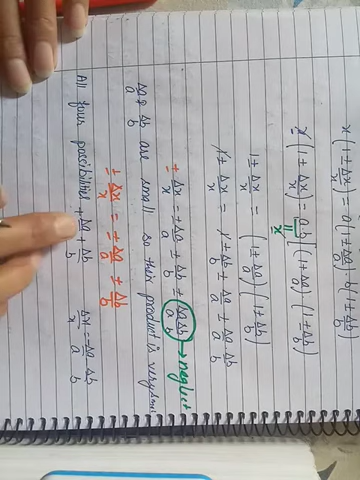 x(1±Δx/x) = a(1±Δa/a) b(1±Δb/b)
x(1±Δx/x) = ab(1±Δa/a)(1±Δb/b)
x
1±Δx/x = (1±Δa/a)(1±Δb/b)
1±Δx/x = 1±Δb/b ±Δa/a ±Δa/a Δb/b
±Δx/x = ±Δa/a ±Δb/b ±Δa/a Δb/b → neglect
Δa/a & Δb/b are small so their product is very small
±Δx/x = ±Δa/a ±Δb/b
All four possibilities +Δa/a +Δb/b Δx/x = -Δa/a Δb/b